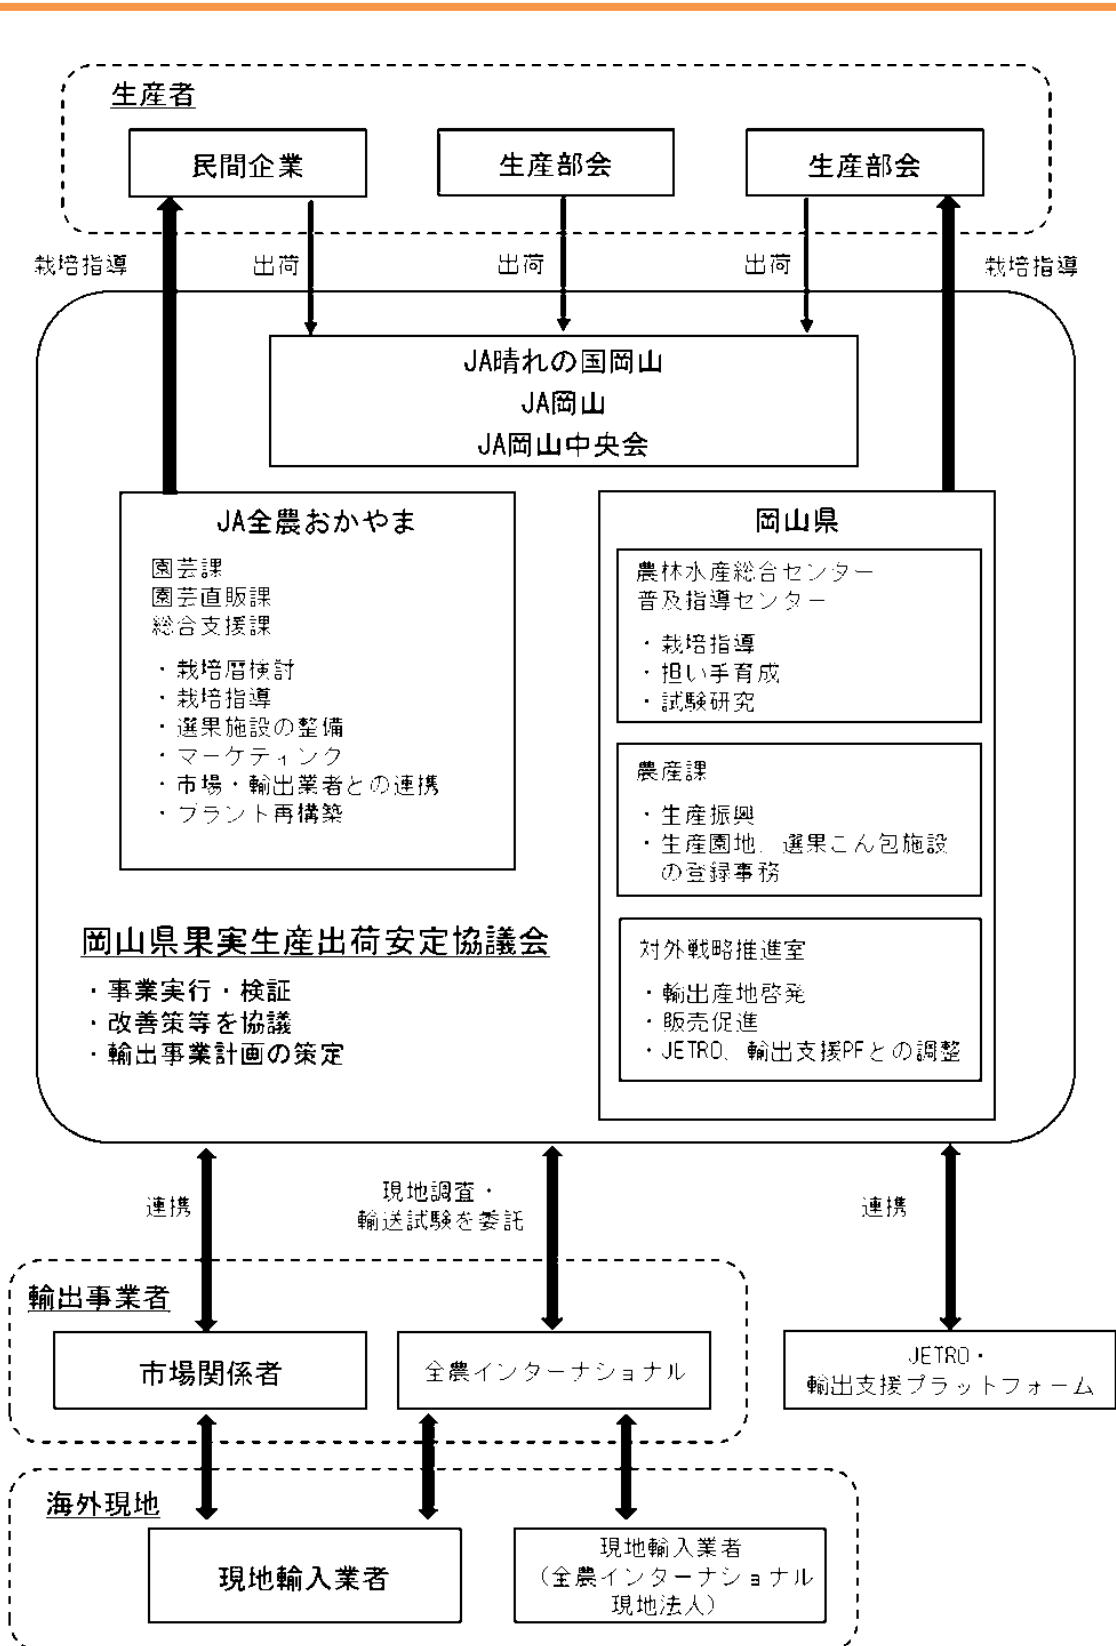 生産者
民間企業
生産部会
生産部会
栽培指導
出荷
出荷
出荷
栽培指導
JA晴れの国岡山
JA岡山
JA岡山中央会
JA全農おかやま
園芸課
園芸直販課
総合支援課
・栽培暦検討
・栽培指導
・選果施設の整備
・マーケティング
・市場・輸出業者との連携
・ブランド再構築
岡山県
農林水産総合センター
普及指導センター
・栽培指導
・担い手育成
・試験研究
農産課
・生産振興
・生産園地、選果こん包施設
の登録事務
対外戦略推進室
・輸出産地啓発
・販売促進
・JETRO、輸出支援PFとの調整
岡山県果実生産出荷安定協議会
・事業実行・検証
・改善策等を協議
・輸出事業計画の策定
連携
現地調査・
輸送試験を委託
連携
輸出事業者
市場関係者
全農インターナショナル
JETRO・
輸出支援プラットフォーム
海外現地
現地輸入業者
現地輸入業者
（全農インターナショナル
現地法人）